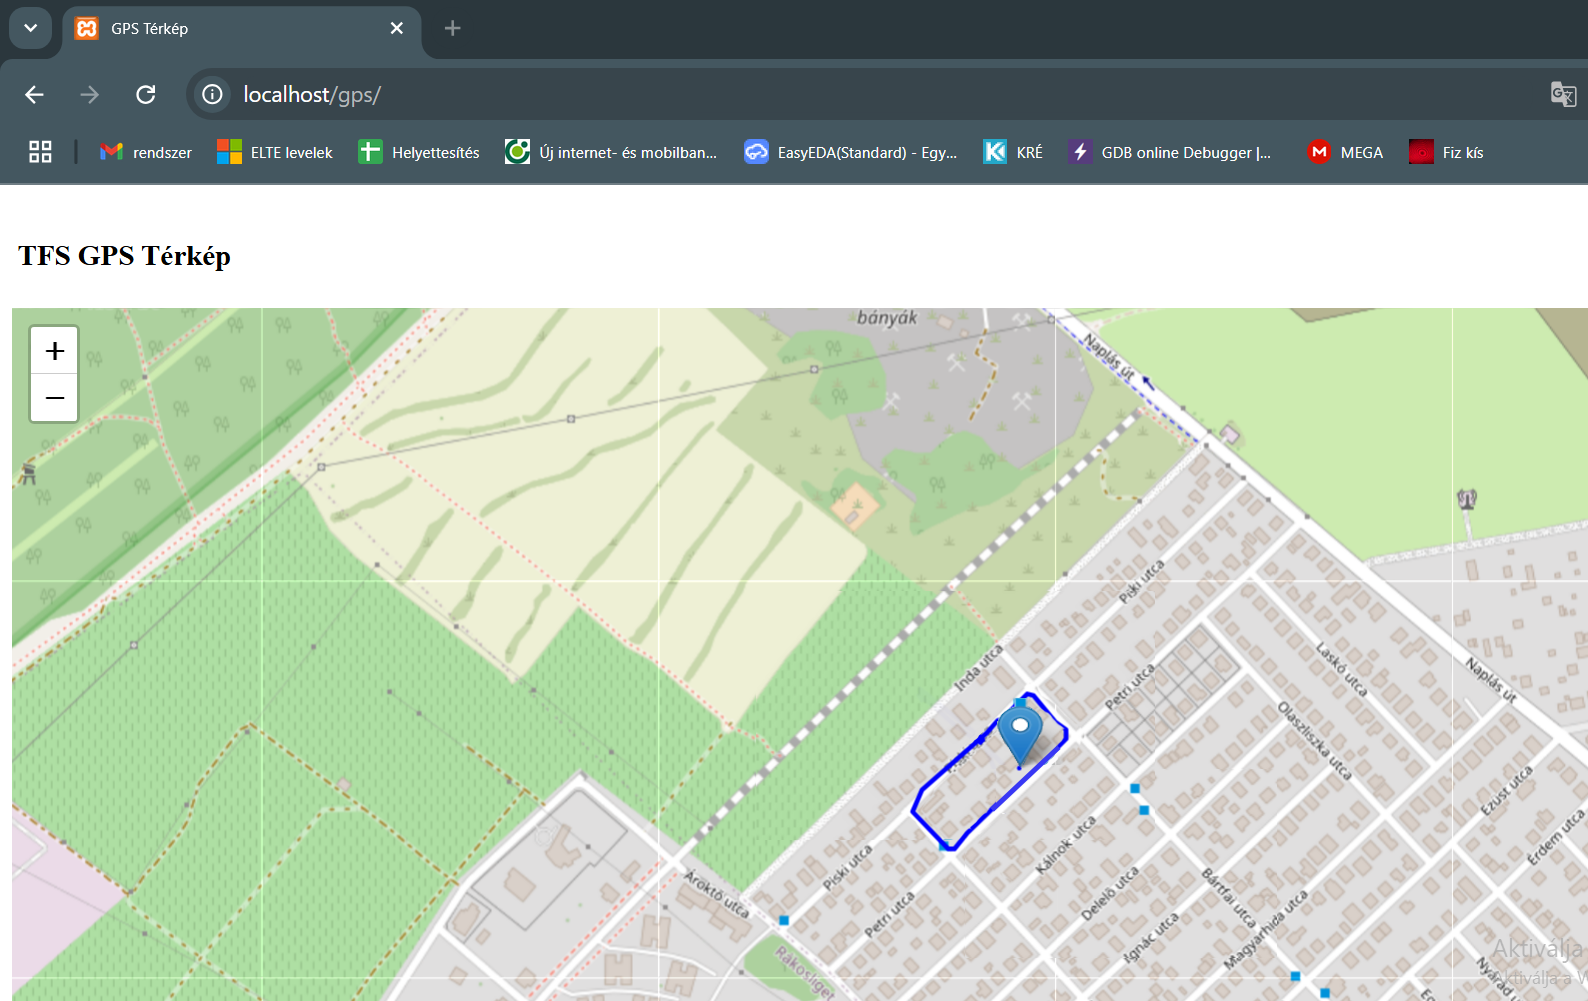 GPS Térkép
localhost/gps/
rendszer
ELTE levelek
Helyettesítés
Új internet- és mobilban...
EasyEDA(Standard) - Egy...
KRÉ
GDB online Debugger |...
MEGA
Fiz kís
TFS GPS Térkép
+
−
bányák
Naplás út
Piski utca
Inda utca
Petri utca
Laskó utca
Naplás út
Olaszliszka utca
Ezüst utca
Érdem utca
Kálnok utca
Piski utca
Ároktő utca
Petri utca
Delelő utca
Bártfai utca
Ignác utca
Magyarhida utca
Rákosliget
Nyárád
Aktiválja
Aktiválja a W